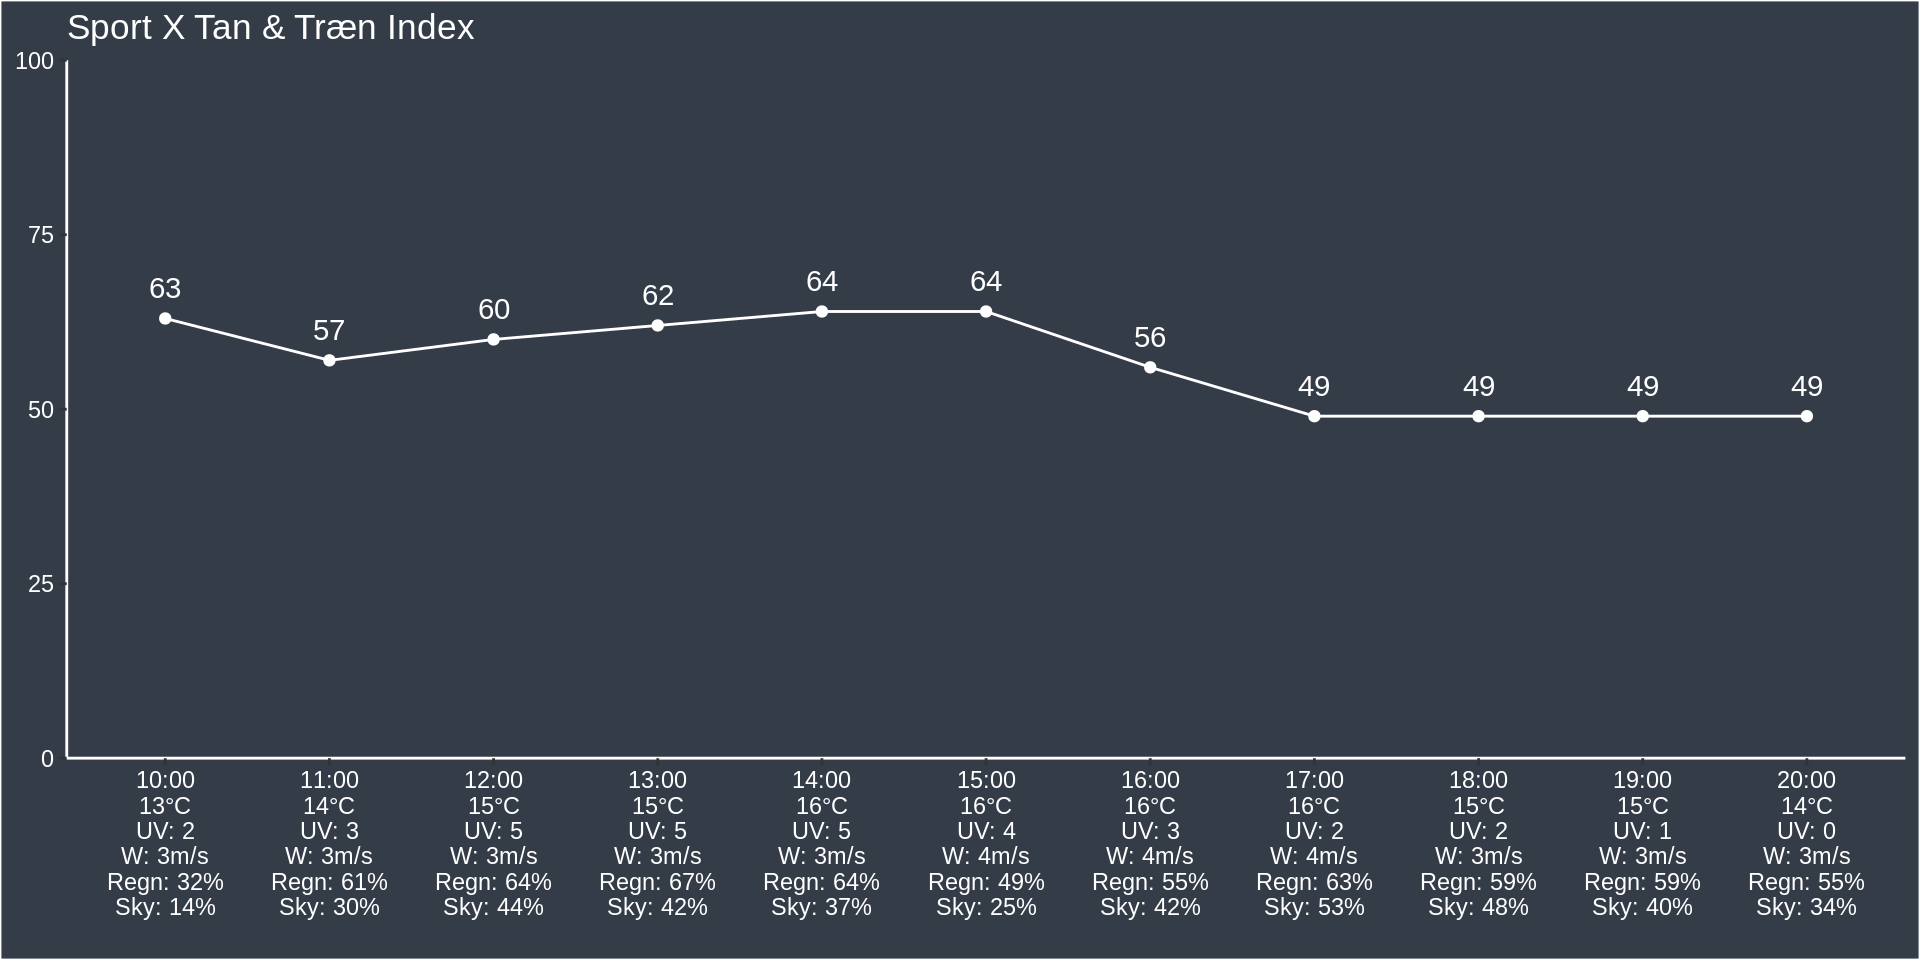 Sport X Tan & Træn Index
100
75
50
25
0
63
57
60
62
64
64
56
49
49
49
49
10:00 11:00 12:00 13:00 14:00 15:00 16:00 17:00 18:00 19:00 20:00
13°C 14°C 15°C 15°C 16°C 16°C 16°C 16°C 15°C 15°C 14°C
UV: 2 UV: 3 UV: 5 UV: 5 UV: 5 UV: 4 UV: 3 UV: 2 UV: 2 UV: 1 UV: 0
W: 3m/s W: 3m/s W: 3m/s W: 3m/s W: 3m/s W: 4m/s W: 4m/s W: 4m/s W: 3m/s W: 3m/s W: 3m/s
Regn: 32% Regn: 61% Regn: 64% Regn: 67% Regn: 64% Regn: 49% Regn: 55% Regn: 63% Regn: 59% Regn: 59% Regn: 55%
Sky: 14% Sky: 30% Sky: 44% Sky: 42% Sky: 37% Sky: 25% Sky: 42% Sky: 53% Sky: 48% Sky: 40% Sky: 34%